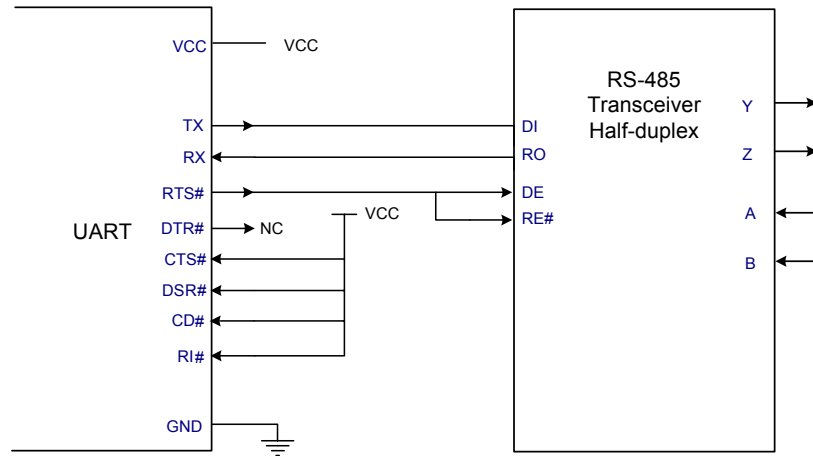 VCC
VCC
TX
RX
RTS#
DTR#
NC
VCC
UART
CTS#
DSR#
CD#
RI#
GND
RS-485
Transceiver
Half-duplex
DI
RO
DE
RE#
Y
Z
A
B